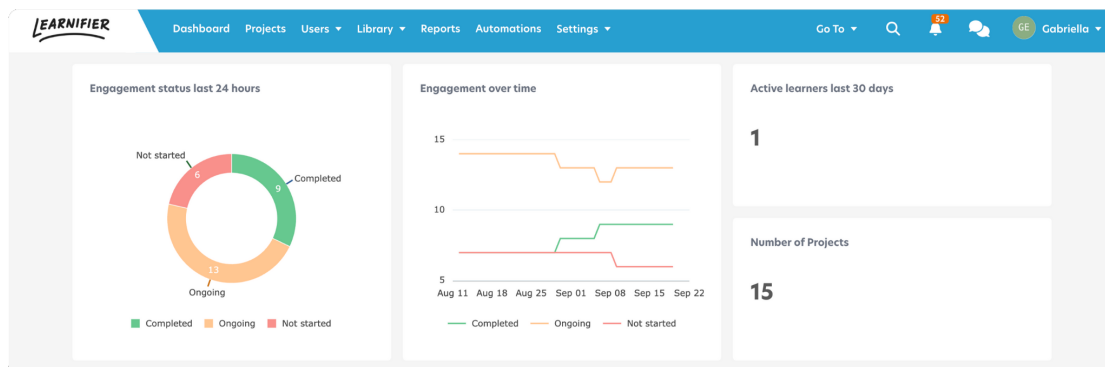 LEARNIFIER
Dashboard Projects Users Library Reports Automations Settings Go To 52 GE Gabriella
Engagement status last 24 hours
Not started
6
9
Completed
13
Ongoing
Completed Ongoing Not started
Engagement over time
15
10
5
Aug 11 Aug 18 Aug 25 Sep 01 Sep 08 Sep 15 Sep 22
Completed Ongoing Not started
Active learners last 30 days
1
Number of Projects
15